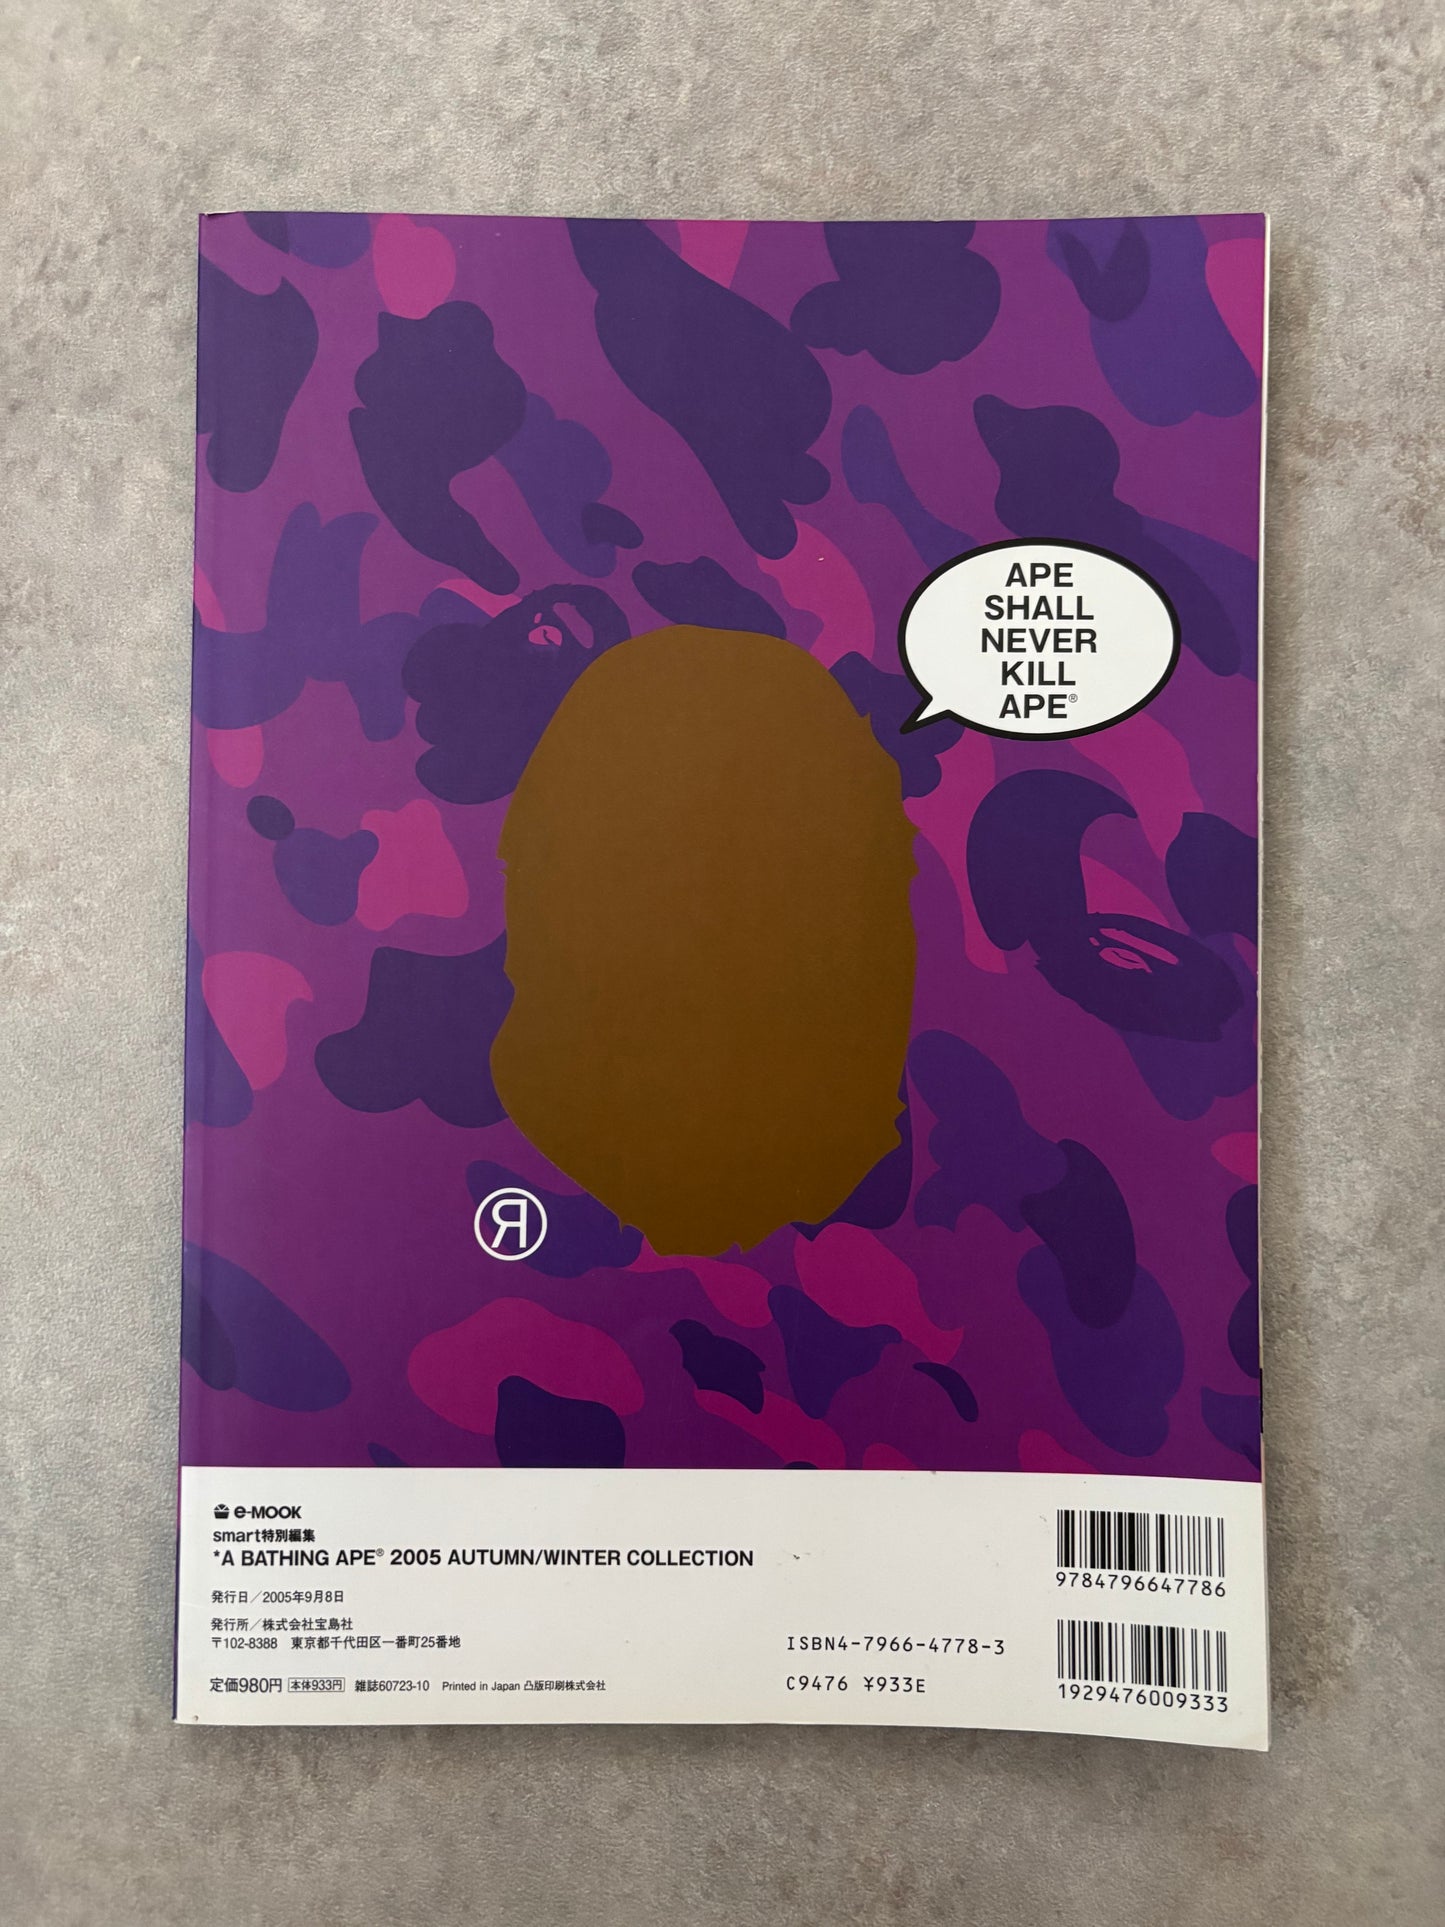 APE
SHALL
NEVER
KILL
APE®
Я
e-MOOK
smart特別編集
*A BATHING APE® 2005 AUTUMN/WINTER COLLECTION
発行日／2005年9月8日
発行所／株式会社宝島社
〒102-8388　東京都千代田区一番町25番地
定価980円 本体933円 雑誌60723-10 Printed in Japan 凸版印刷株式会社
ISBN4-7966-4778-3
C9476 ¥933E
9784796647786
1929476009333